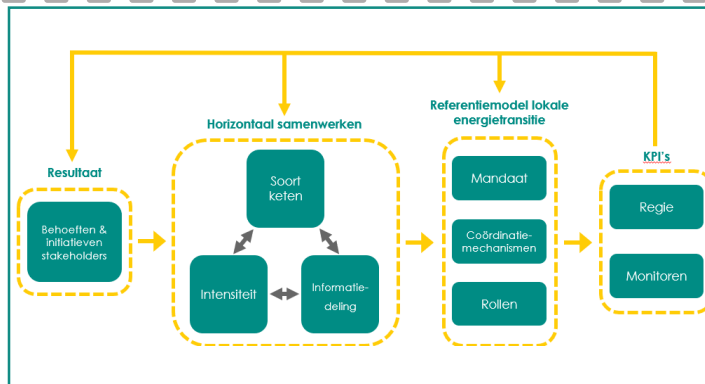 Resultaat
Behoeften &
initiatieven
stakeholders
Horizontaal samenwerken
Soort
keten
Intensiteit
Informatie-
deling
Referentiemodel lokale
energietransitie
Mandaat
Coördinatie-
mechanismen
Rollen
KPI's
Regie
Monitoren